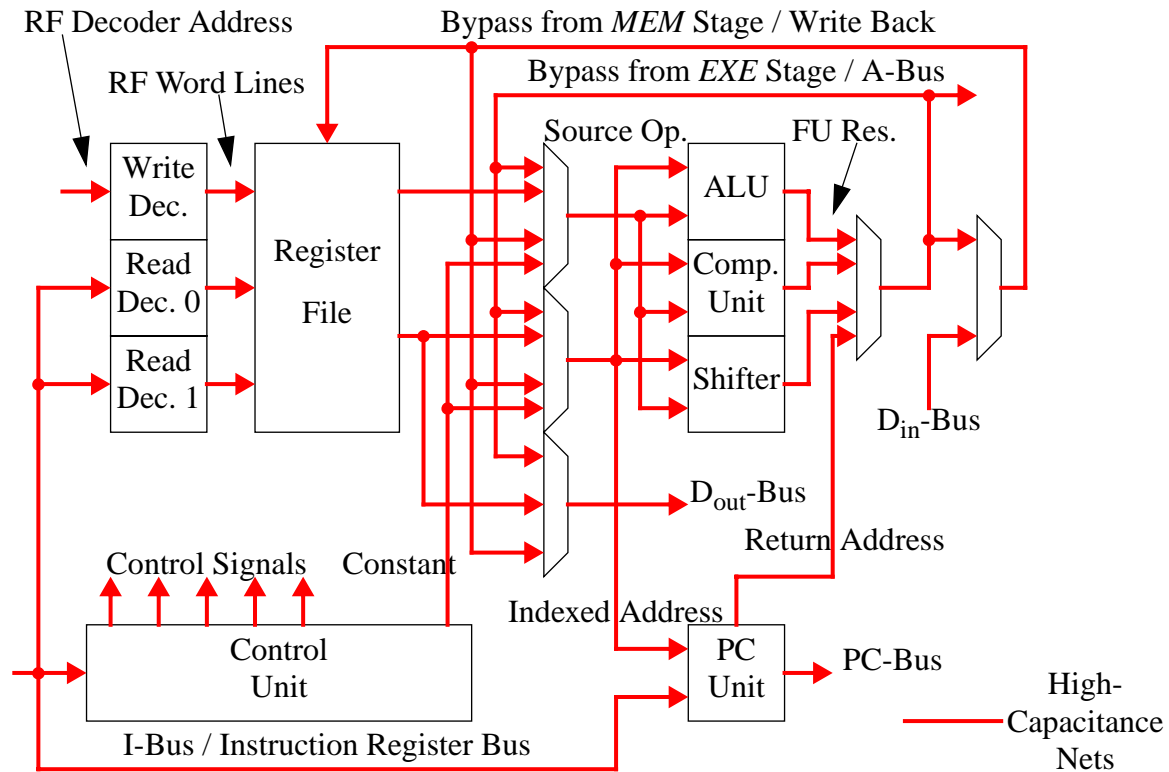 RF Decoder Address
Bypass from MEM Stage / Write Back
RF Word Lines
Bypass from EXE Stage / A-Bus
Source Op.
FU Res.
Write
Dec.
Read
Dec. 0
Read
Dec. 1
Register
File
ALU
Comp.
Unit
Shifter
Din-Bus
Dout-Bus
Return Address
Control Signals
Constant
Indexed Address
Control
Unit
PC
Unit
PC-Bus
I-Bus / Instruction Register Bus
High-
Capacitance
Nets